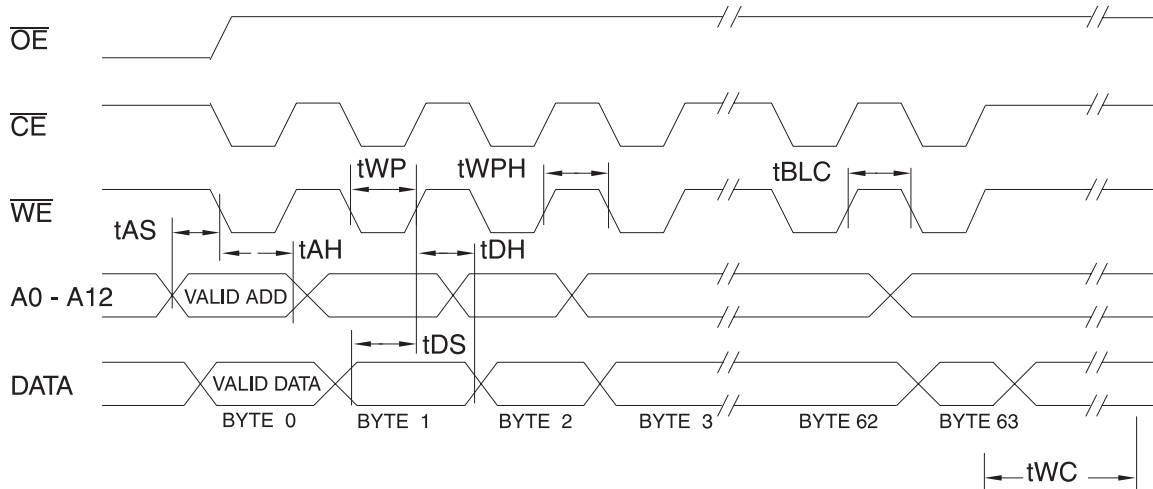 OE
CE
tWP
tWPH
tBLC
WE
tAS
tAH
tDH
A0 - A12
VALID ADD
tDS
DATA
VALID DATA
BYTE 0
BYTE 1
BYTE 2
BYTE 3
BYTE 62
BYTE 63
tWC